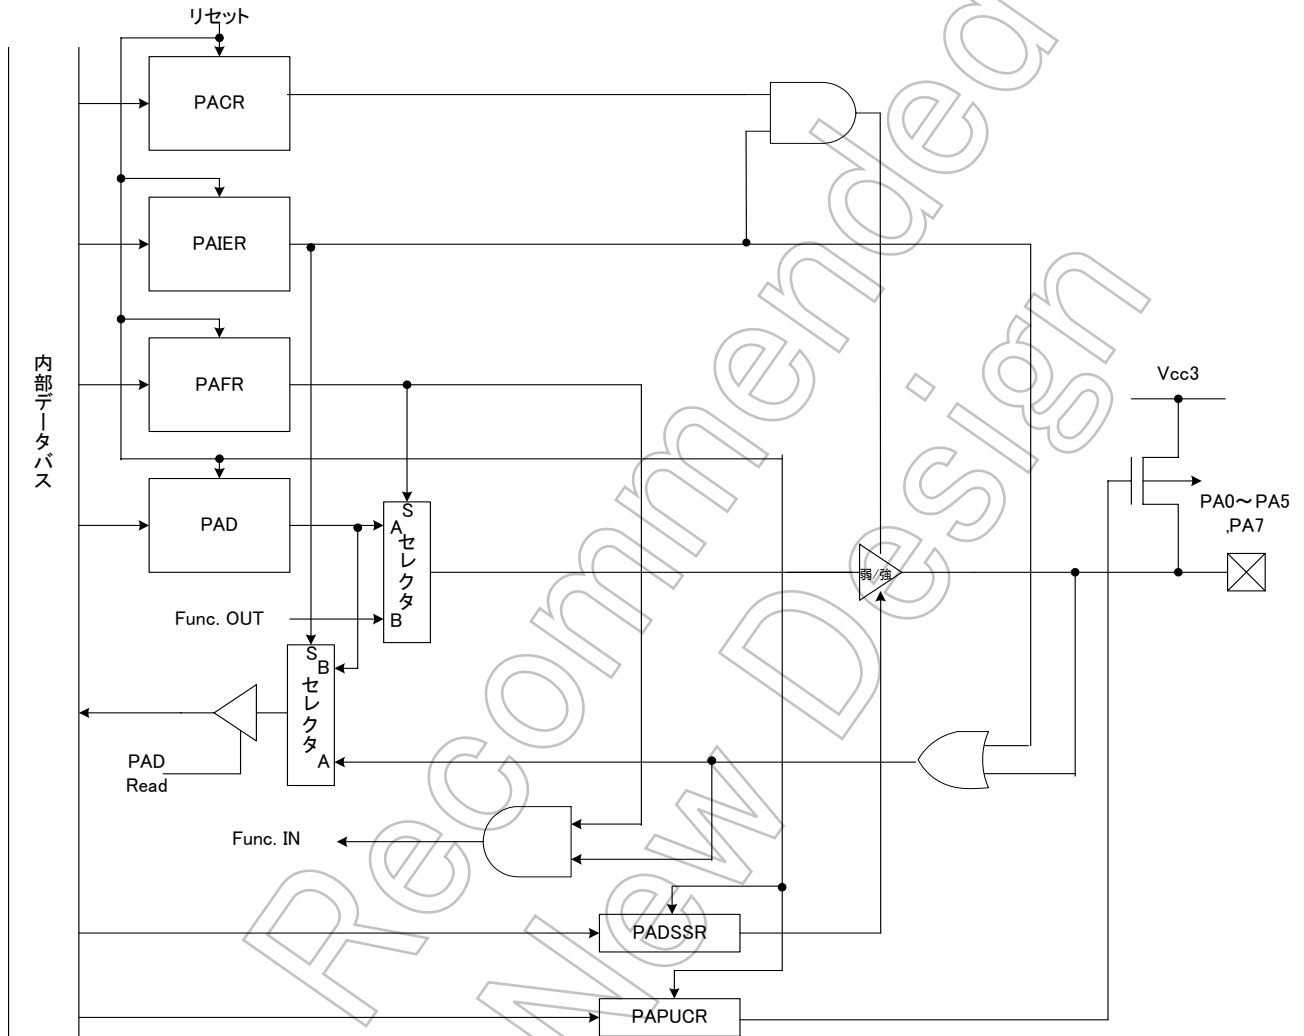 リセット
PACR
PAIER
PAFR
PAD
内部データバス
Vcc3
PA0～PA5
,PA7
S
A
セレクタ
B
弱/強
Func. OUT
S
B
セレクタ
A
PAD
Read
Func. IN
PADSSR
PAPUCR
Recommended
New Design